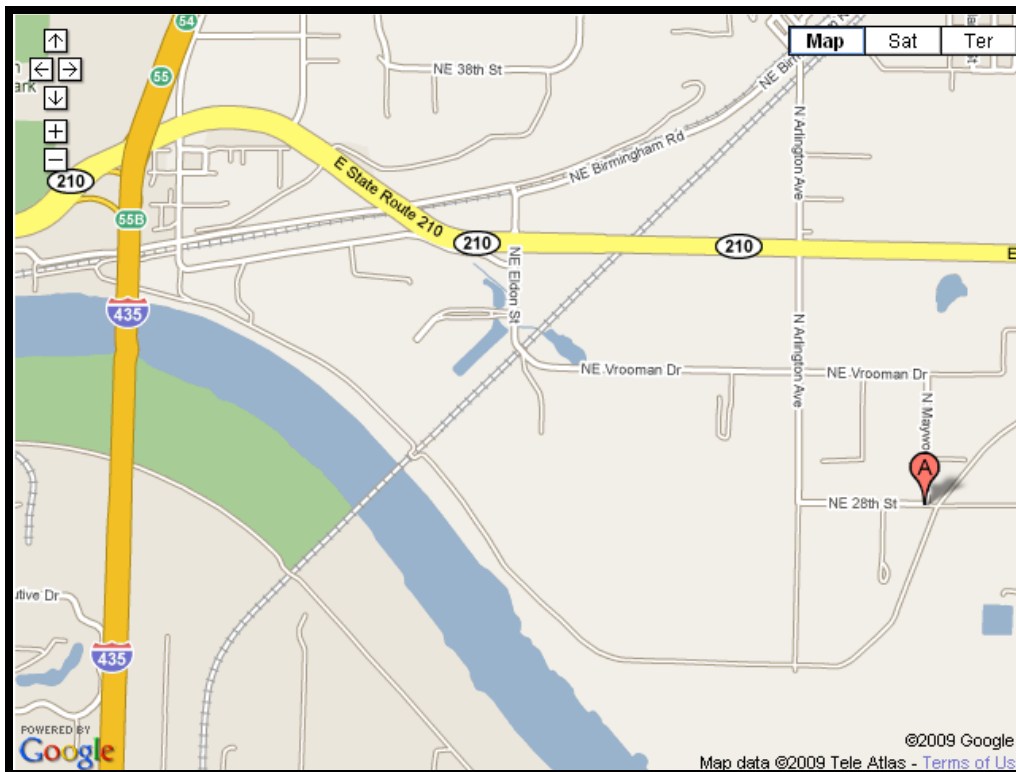 54
Map Sat Ter
55
NE 38th St
ark
NE Birmingham Rd
N Arlington Ave
210
E State Route 210
55B
210
210
E
435
NE Eldon St
N Arlington Ave
NE Vrooman Dr
NE Vrooman Dr
N Maywo
A
NE 28th St
utive Dr
435
POWERED BY
Google
©2009 Google
Map data ©2009 Tele Atlas - Terms of Us